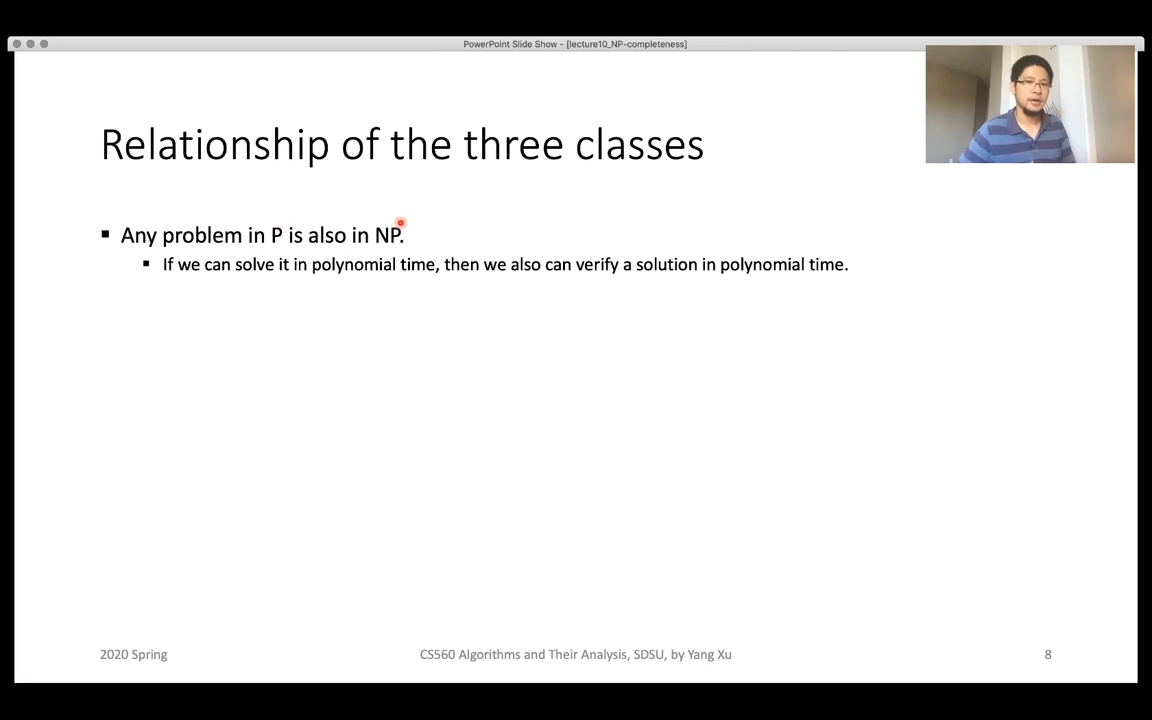 PowerPoint Slide Show - [lecture10_NP-completeness]
Relationship of the three classes
▪ Any problem in P is also in NP.
▪ If we can solve it in polynomial time, then we also can verify a solution in polynomial time.
2020 Spring
CS560 Algorithms and Their Analysis, SDSU, by Yang Xu
8